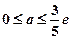 0 ≤ a ≤ 3/5 e